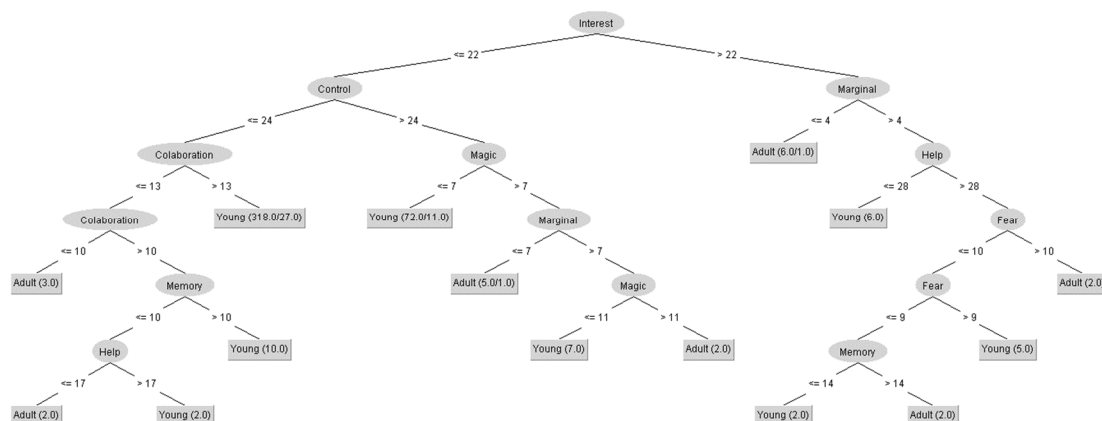 Interest
<= 22 > 22
Control Marginal
<= 24 > 24 <= 4 > 4
Colaboration Magic Adult (6.0/1.0) Help
<= 13 > 13 <= 7 > 7 <= 28 > 28
Colaboration Young (318.0/27.0) Young (72.0/11.0) Marginal Young (6.0) Fear
<= 10 > 10 <= 7 > 7 <= 10 > 10
Adult (3.0) Memory Adult (5.0/1.0) Magic Fear Adult (2.0)
<= 10 > 10 <= 11 > 11 <= 9 > 9
Help Young (10.0) Young (7.0) Adult (2.0) Memory Young (5.0)
<= 17 > 17 <= 14 > 14
Adult (2.0) Young (2.0) Young (2.0) Adult (2.0)